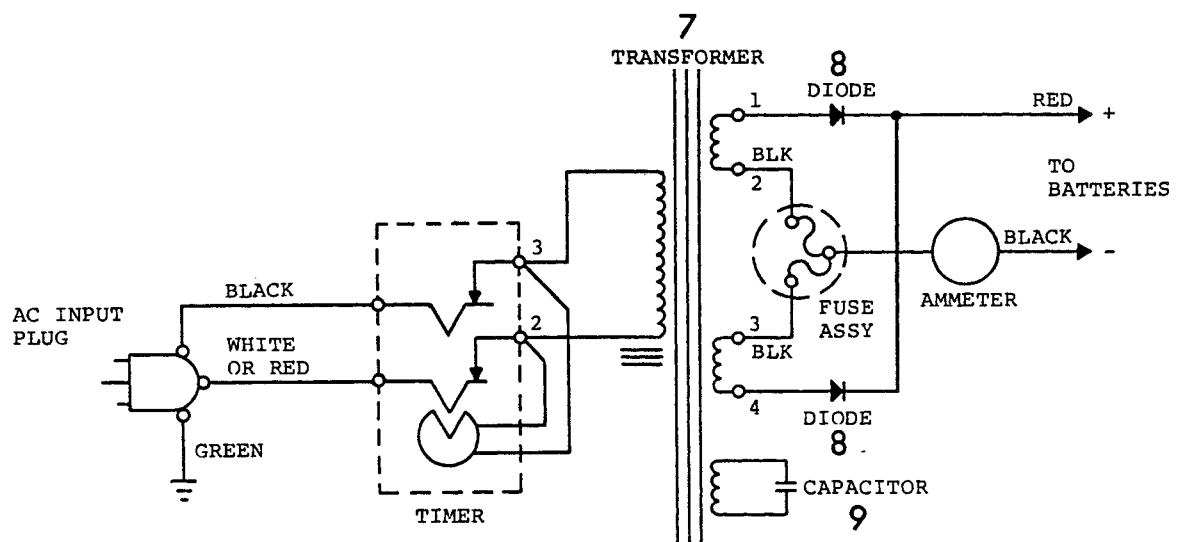 7
TRANSFORMER
8
DIODE
1
RED
+
BLK
2
TO
BATTERIES
3
BLACK
BLACK
-
AC INPUT
PLUG
FUSE
ASSY
AMMETER
2
3
WHITE
OR RED
BLK
4
DIODE
8
GREEN
CAPACITOR
9
TIMER